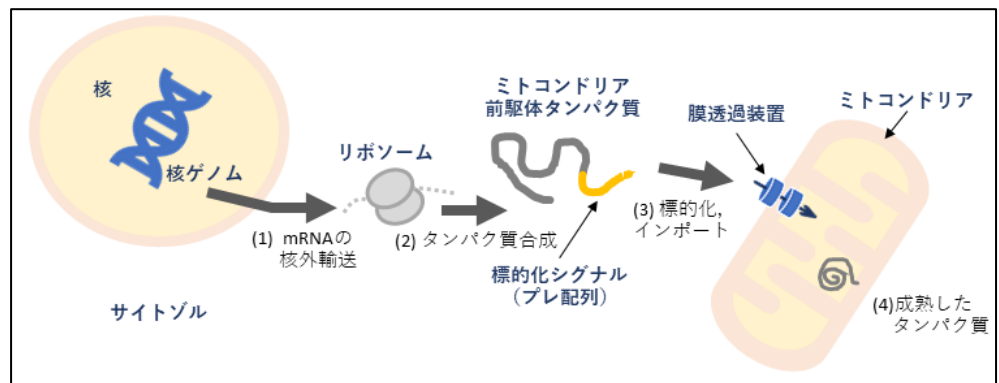 核
核ゲノム
(1) mRNAの
核外輸送
サイトゾル
リボソーム
(2) タンパク質合成
ミトコンドリア
前駆体タンパク質
標的化シグナル
（プレ配列）
(3) 標的化,
インポート
膜透過装置
ミトコンドリア
(4)成熟した
タンパク質